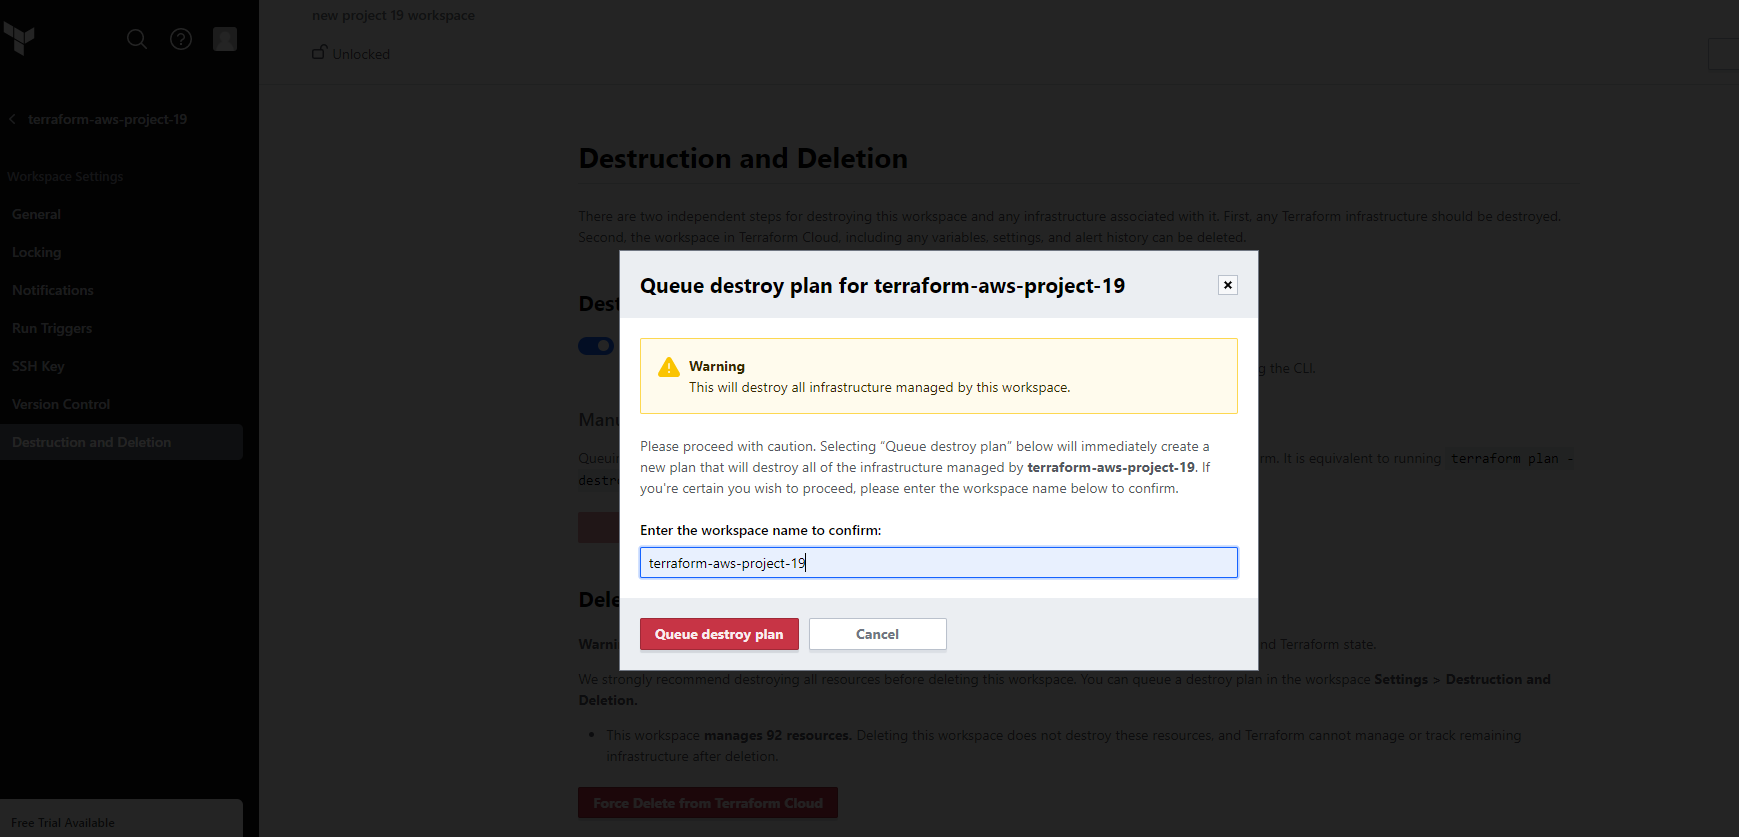 new project 19 workspace
Unlocked
terraform-aws-project-19
Workspace Settings
General
Locking
Notifications
Run Triggers
SSH Key
Version Control
Destruction and Deletion
Free Trial Available
Destruction and Deletion
There are two independent steps for destroying this workspace and any infrastructure associated with it. First, any Terraform infrastructure should be destroyed.
Second, the workspace in Terraform Cloud, including any variables, settings, and alert history can be deleted.
Queue destroy plan for terraform-aws-project-19
Warning
This will destroy all infrastructure managed by this workspace.
Please proceed with caution. Selecting “Queue destroy plan” below will immediately create a
new plan that will destroy all of the infrastructure managed by terraform-aws-project-19. If
you're certain you wish to proceed, please enter the workspace name below to confirm.
Enter the workspace name to confirm:
terraform-aws-project-19
Queue destroy plan
Cancel
the CLI.
It is equivalent to running terraform plan -
nd Terraform state.
We strongly recommend destroying all resources before deleting this workspace. You can queue a destroy plan in the workspace Settings > Destruction and
Deletion.
This workspace manages 92 resources. Deleting this workspace does not destroy these resources, and Terraform cannot manage or track remaining
infrastructure after deletion.
Force Delete from Terraform Cloud